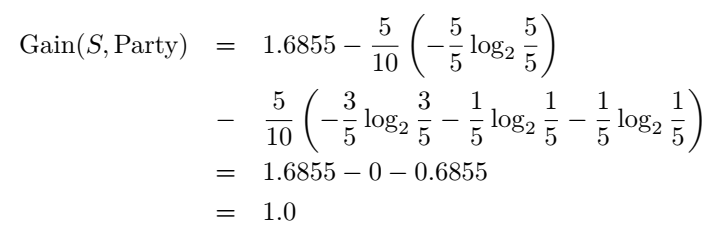 Gain(S, Party) = 1.6855 − 5/10 (−5/5 log₂ 5/5)
− 5/10 (−3/5 log₂ 3/5 − 1/5 log₂ 1/5 − 1/5 log₂ 1/5)
= 1.6855 − 0 − 0.6855
= 1.0